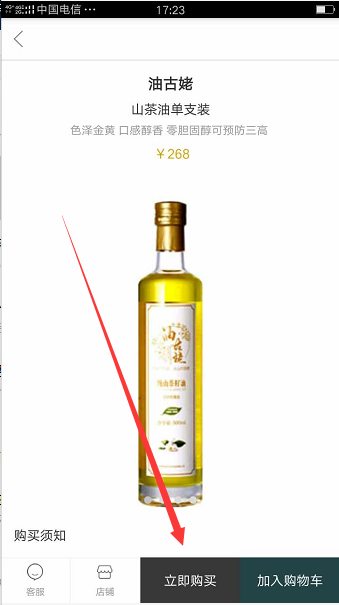 中国电信 ··· 17:23
油古姥
山茶油单支装
色泽金黄 口感醇香 零胆固醇可预防三高
￥268
油古姥
纯山茶籽油
500ml
购买须知
客服 店铺 立即购买 加入购物车